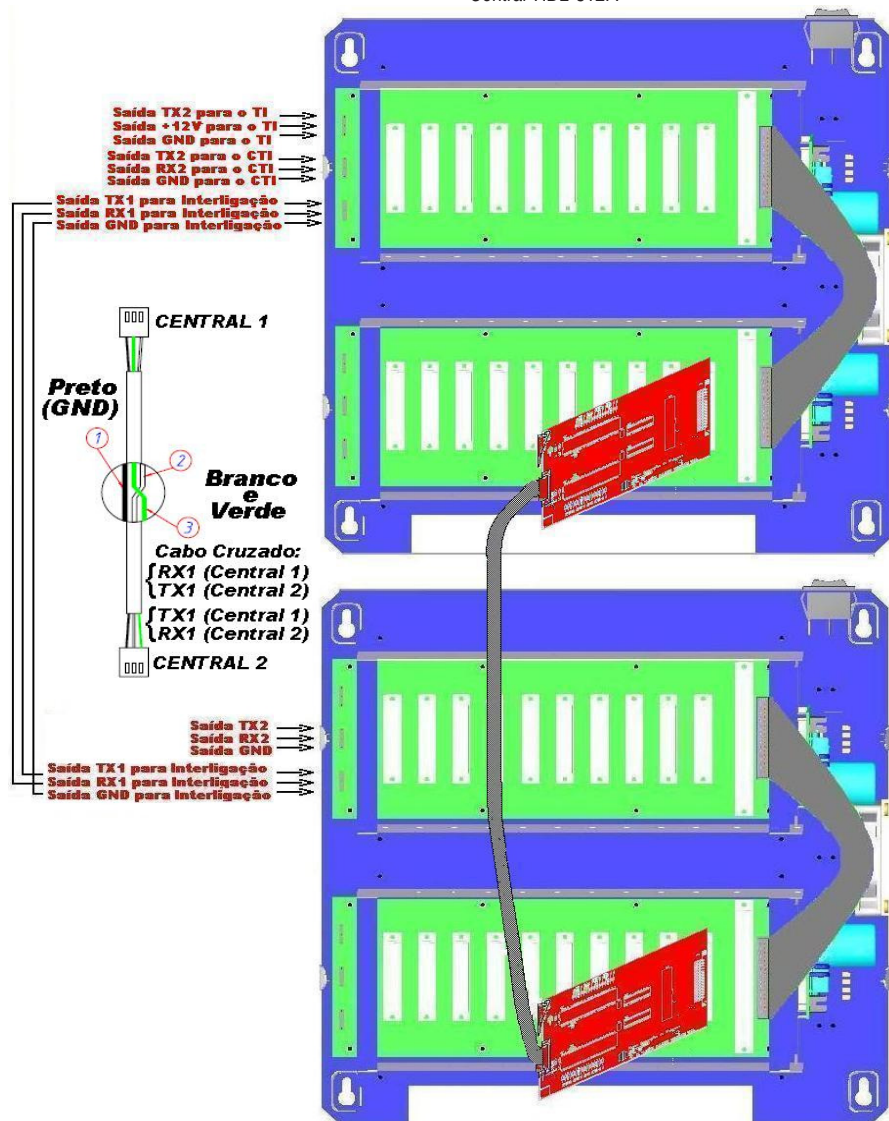 Saída TX2 para o TI
Saída +12V para o TI
Saída GND para o TI
Saída TX2 para o CTI
Saída RX2 para o CTI
Saída GND para o CTI
Saída TX1 para Interligação
Saída RX1 para Interligação
Saída GND para Interligação
CENTRAL 1
Preto
(GND)
1
2
Branco
e
Verde
3
Cabo Cruzado:
RX1 (Central 1)
TX1 (Central 2)
TX1 (Central 1)
RX1 (Central 2)
CENTRAL 2
Saída TX2
Saída RX2
Saída GND
Saída TX1 para Interligação
Saída RX1 para Interligação
Saída GND para Interligação